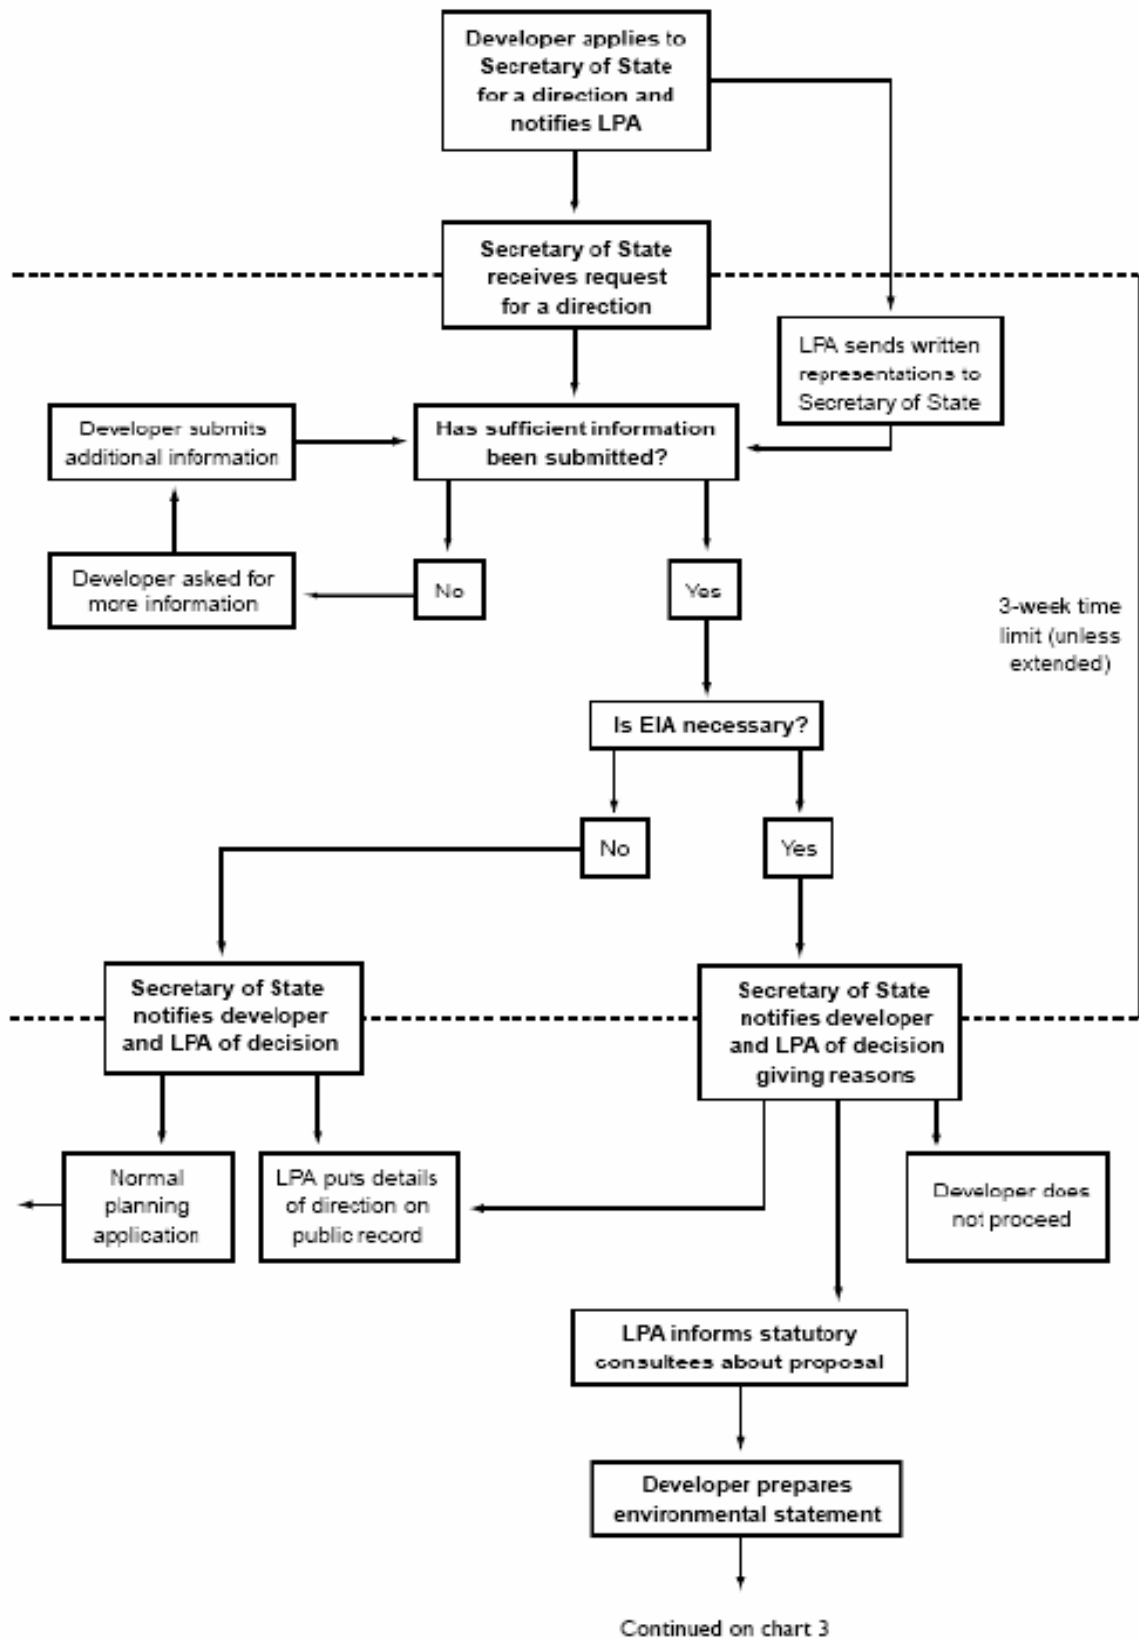 Developer applies to
Secretary of State
for a direction and
notifies LPA
Secretary of State
receives request
for a direction
LPA sends written
representations to
Secretary of State
Developer submits
additional information
Has sufficient information
been submitted?
Developer asked for
more information
No
Yes
3-week time
limit (unless
extended)
Is EIA necessary?
No
Yes
Secretary of State
notifies developer
and LPA of decision
Secretary of State
notifies developer
and LPA of decision
giving reasons
Normal
planning
application
LPA puts details
of direction on
public record
Developer does
not proceed
LPA informs statutory
consultees about proposal
Developer prepares
environmental statement
Continued on chart 3